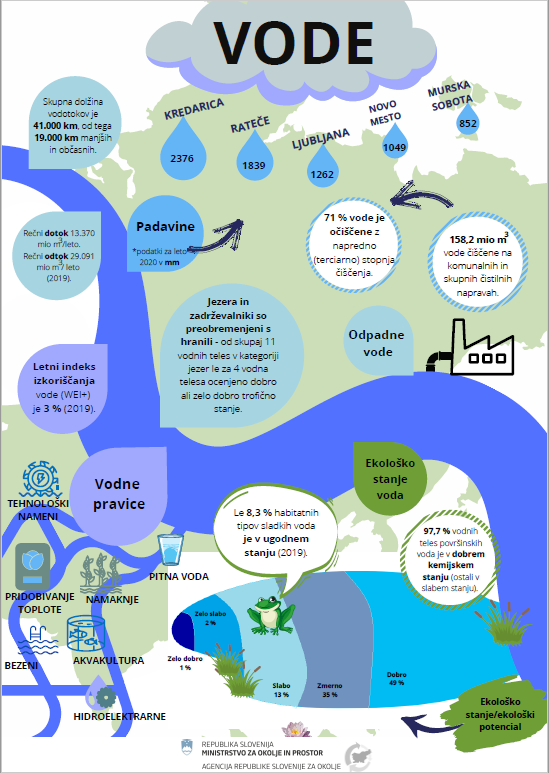 VODE
Skupna dolžina
vodotokov je
41.000 km, od tega
19.000 km manjših
in občasnih.
KREDARICA
2376
RATEČE
1839
LJUBLJANA
1262
NOVO
MESTO
1049
MURSKA
SOBOTA
852
Rečni dotok 13.370
mio m³/leto.
Rečni odtok 29.091
mio m³/ leto
(2019).
Padavine
*podatki za leto
2020 v mm
71 % vode je
očiščene z
napredno
(terciarno) stopnjo
čiščenja.
158,2 mio m³
vode čiščene na
komunalnih in
skupnih čistilnih
napravah.
Jezera in
zadrževalniki so
preobremenjeni s
hranili - od skupaj 11
vodnih teles v kategoriji
jezer le za 4 vodna
telesa ocenjeno dobro
ali zelo dobro trofično
stanje.
Odpadne
vode
Letni indeks
izkoriščanja
vode (WEI+)
je 3 % (2019).
Vodne
pravice
TEHNOLOŠKI
NAMENI
PITNA VODA
PRIDOBIVANJE
TOPLOTE
NAMAKNJE
BEZENI
AKVAKULTURA
HIDROELEKTRARNE
Le 8,3 % habitatnih
tipov sladkih voda
je v ugodnem
stanju (2019).
Ekološko
stanje
voda
97,7 % vodnih
teles površinskih
voda je v dobrem
kemijskem
stanju (ostali v
slabem stanju).
Zelo slabo
2 %
Zelo dobro
1 %
Slabo
13 %
Zmerno
35 %
Dobro
49 %
Ekološko
stanje/ekološki
potencial
REPUBLIKA SLOVENIJA
MINISTRSTVO ZA OKOLJE IN PROSTOR
AGENCIJA REPUBLIKE SLOVENIJE ZA OKOLJE